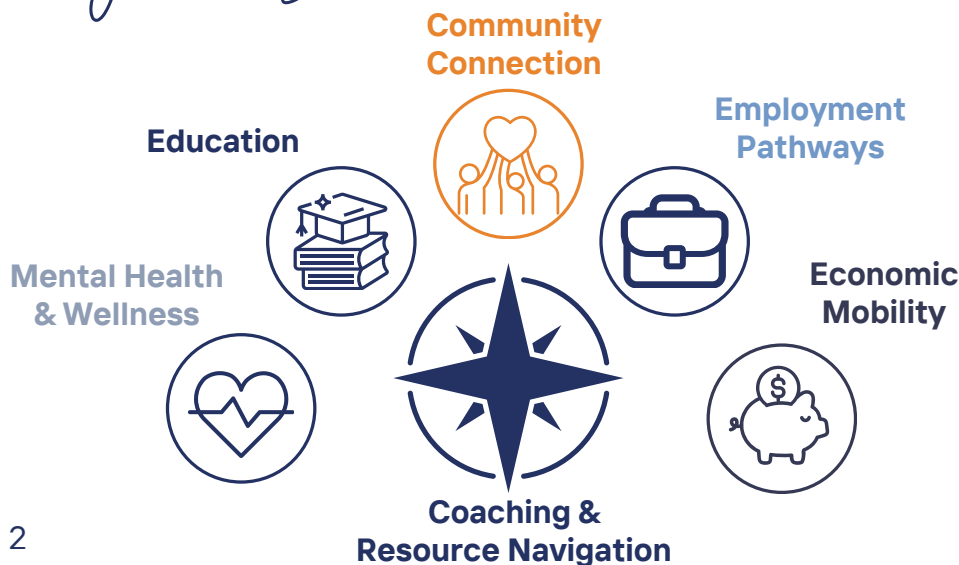 Community
Connection
Employment
Pathways
Education
Mental Health
& Wellness
Economic
Mobility
$
Coaching &
Resource Navigation
2